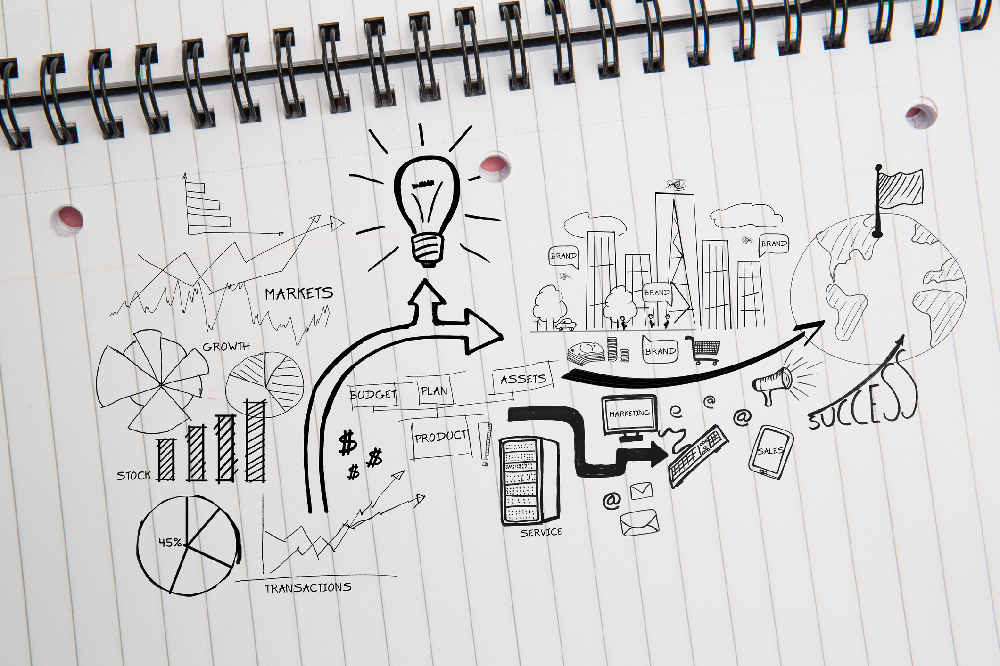 BRAND
BRAND
BRAND
MARKETS
GROWTH
BRAND
ASSETS
BUDGET
PLAN
PRODUCT
$
$
$
MARKETING
e
@
@
SUCCESS
SALES
STOCK
@
SERVICE
45%
TRANSACTIONS